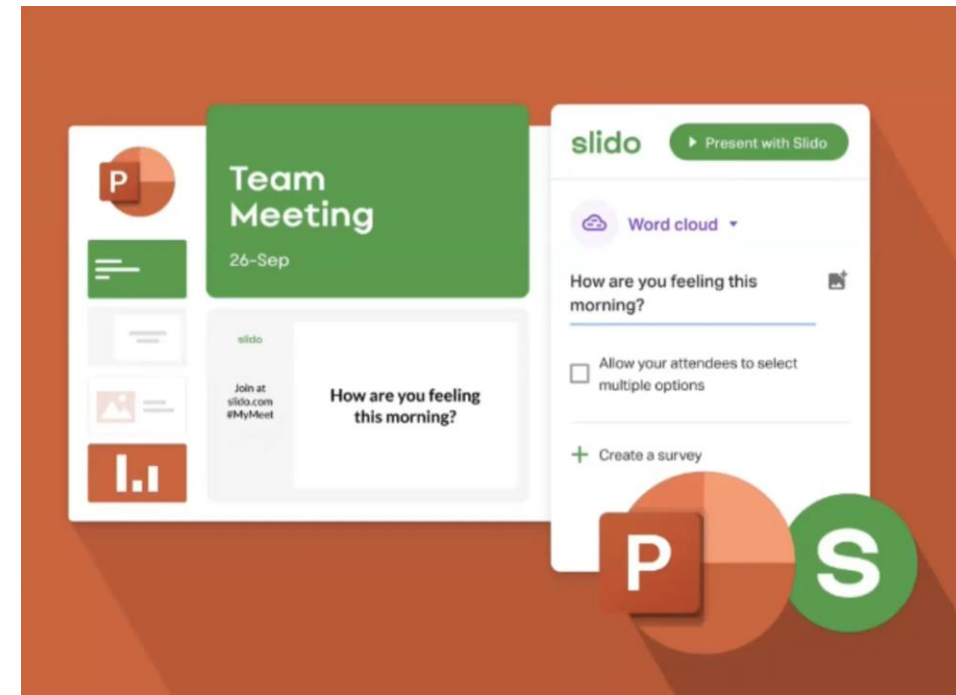 P
Team
Meeting
26-Sep
slido
Join at
slido.com
#MyMeet
How are you feeling
this morning?
slido
Present with Slido
Word cloud
How are you feeling this
morning?
Allow your attendees to select
multiple options
Create a survey
P
S